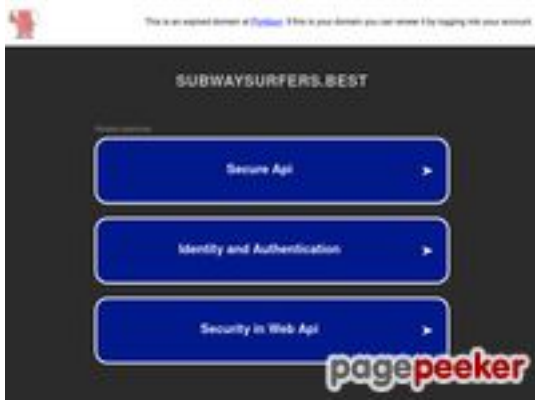 This is an expired domain at Porkbun. If this is your domain you can renew it by logging into your account.
SUBWAYSURFERS.BEST
Secure Api
Identity and Authentication
Security in Web Api
pagepeeker